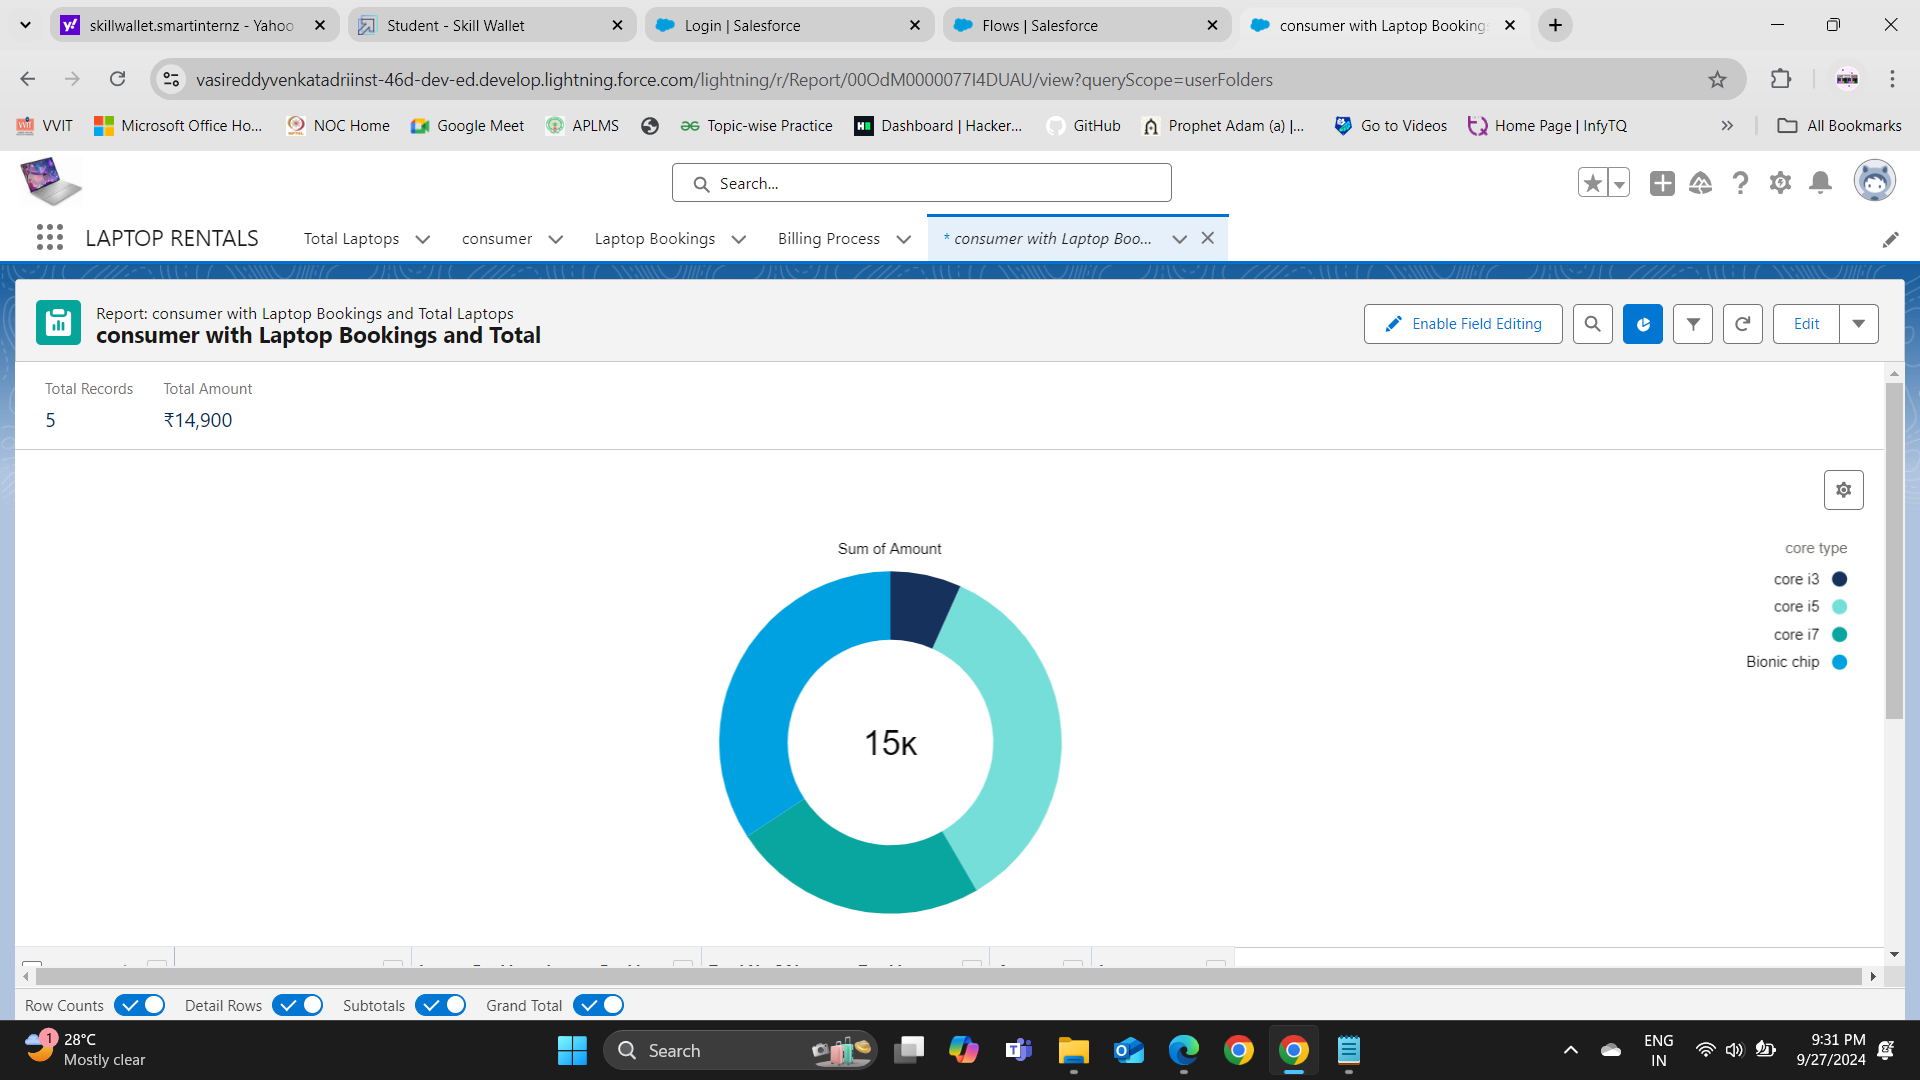 skillwallet.smartinternz - Yahoo
Student - Skill Wallet
Login | Salesforce
Flows | Salesforce
consumer with Laptop Booking
vasireddyvenkatadriinst-46d-dev-ed.develop.lightning.force.com/lightning/r/Report/00OdM0000077I4DUAU/view?queryScope=userFolders
VVIT
Microsoft Office Ho...
NOC Home
Google Meet
APLMS
Topic-wise Practice
Dashboard | Hacker...
GitHub
Prophet Adam (a) |...
Go to Videos
Home Page | InfyTQ
All Bookmarks
Search...
LAPTOP RENTALS
Total Laptops
consumer
Laptop Bookings
Billing Process
* consumer with Laptop Boo...
Report: consumer with Laptop Bookings and Total Laptops
consumer with Laptop Bookings and Total
Enable Field Editing
Edit
Total Records
Total Amount
5
₹14,900
Sum of Amount
15K
core type
core i3
core i5
core i7
Bionic chip
Row Counts
Detail Rows
Subtotals
Grand Total
1
28°C
Mostly clear
Search
ENG
IN
9:31 PM
9/27/2024